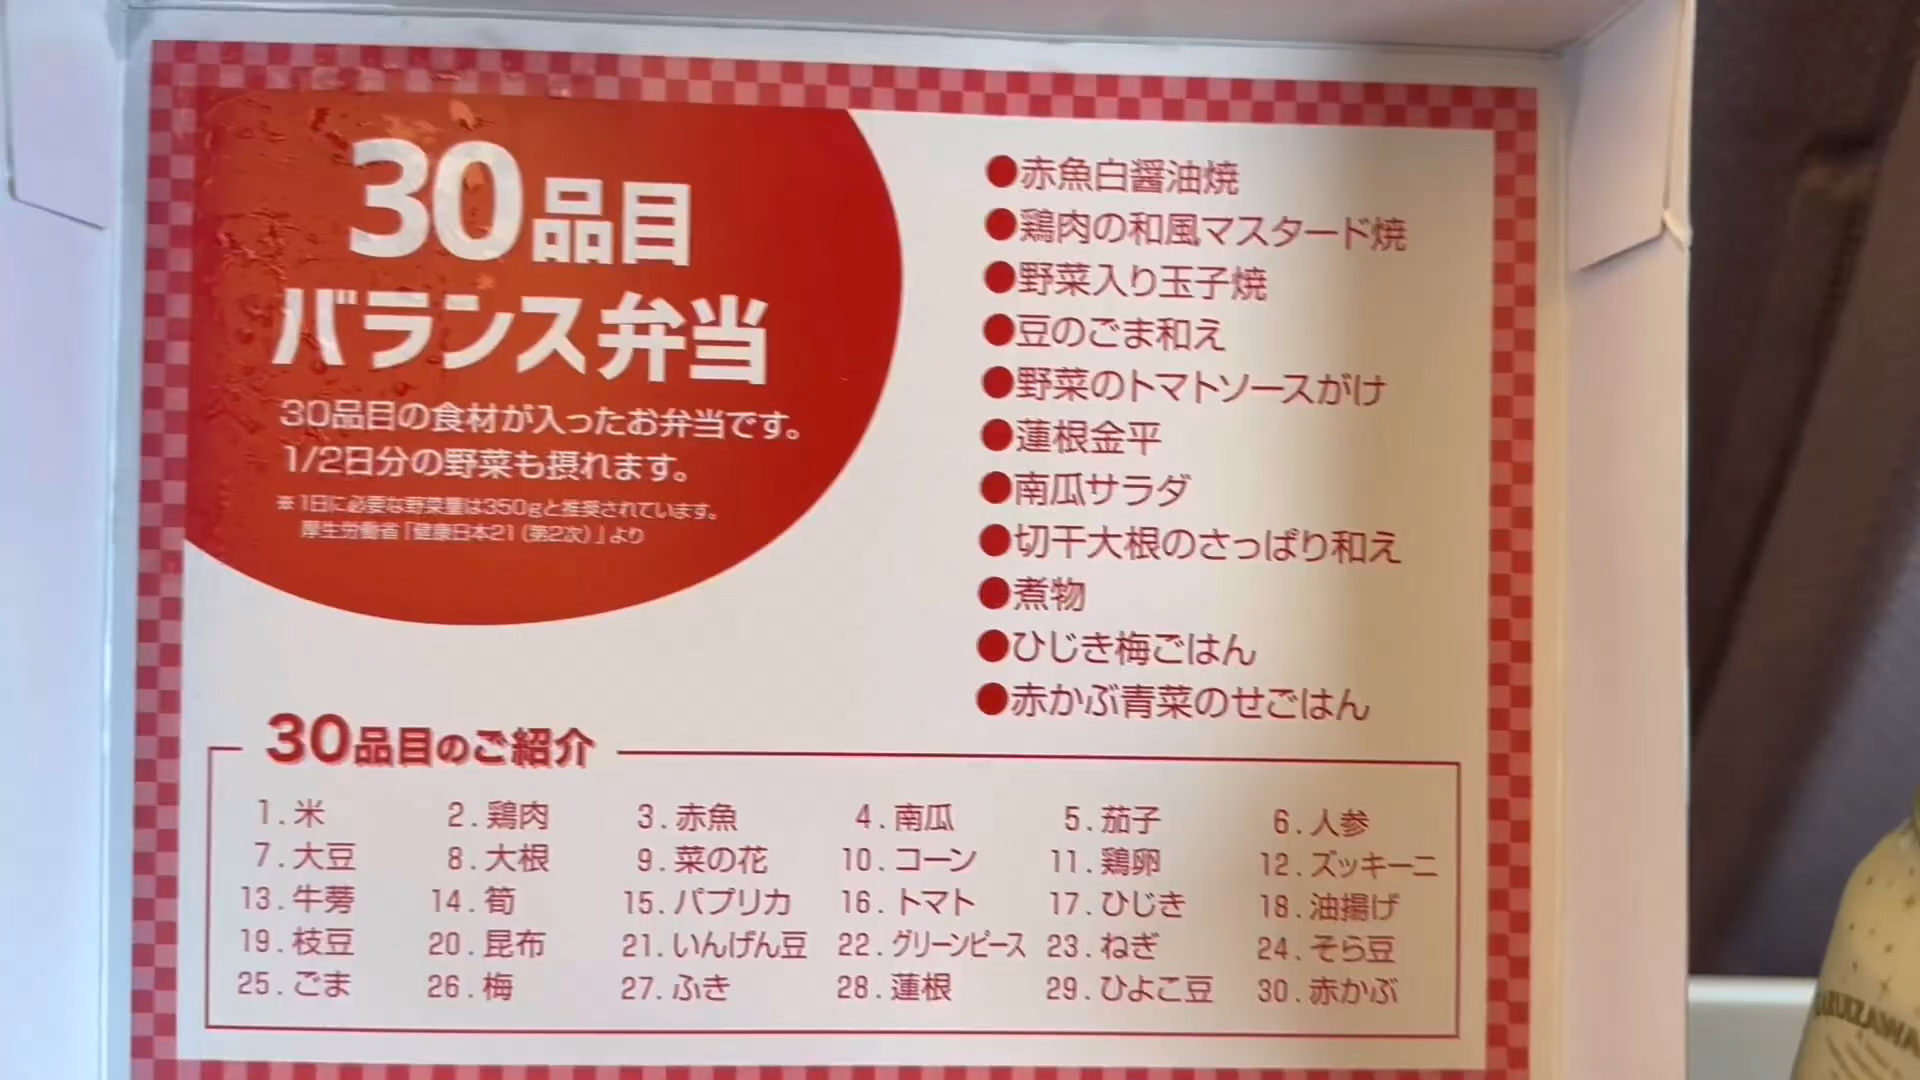 30品目
バランス弁当
30品目の食材が入ったお弁当です。
1/2日分の野菜も摂れます。
※1日に必要な野菜量は350gと推奨されています。
厚生労働省「健康日本21(第2次)」より
●赤魚白醤油焼
●鶏肉の和風マスタード焼
●野菜入り玉子焼
●豆のごま和え
●野菜のトマトソースがけ
●蓮根金平
●南瓜サラダ
●切干大根のさっぱり和え
●煮物
●ひじき梅ごはん
●赤かぶ青菜のせごはん
30品目のご紹介
1.米 2.鶏肉 3.赤魚 4.南瓜 5.茄子 6.人参
7.大豆 8.大根 9.菜の花 10.コーン 11.鶏卵 12.ズッキーニ
13.牛蒡 14.筍 15.パプリカ 16.トマト 17.ひじき 18.油揚げ
19.枝豆 20.昆布 21.いんげん豆 22.グリーンピース 23.ねぎ 24.そら豆
25.ごま 26.梅 27.ふき 28.蓮根 29.ひよこ豆 30.赤かぶ